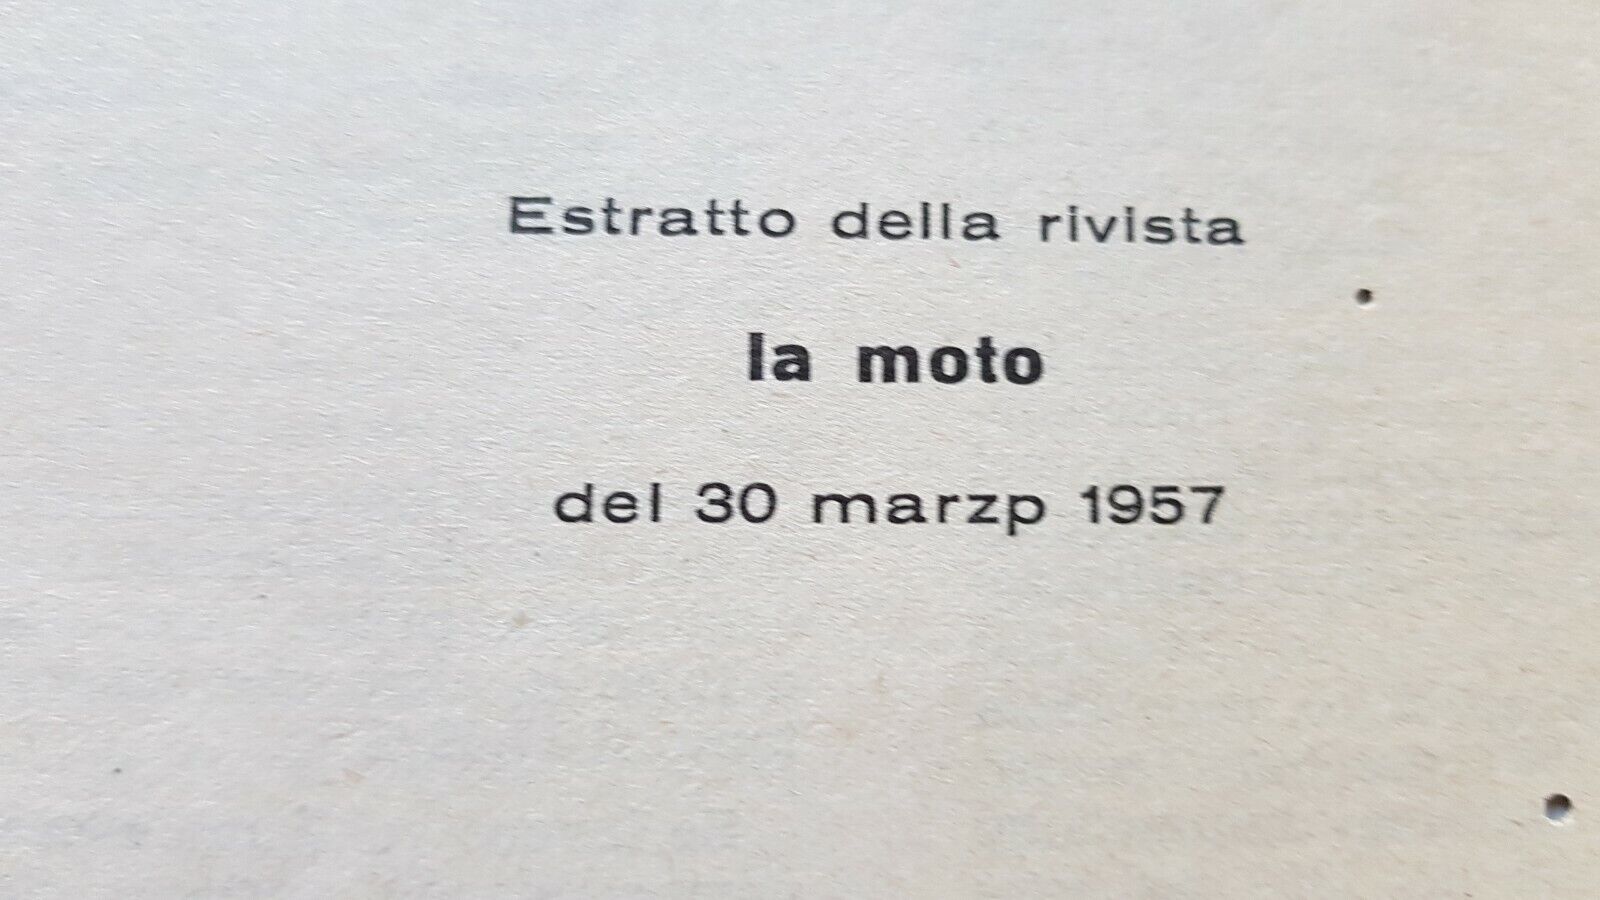 Estratto della rivista
la moto
del 30 marzp 1957